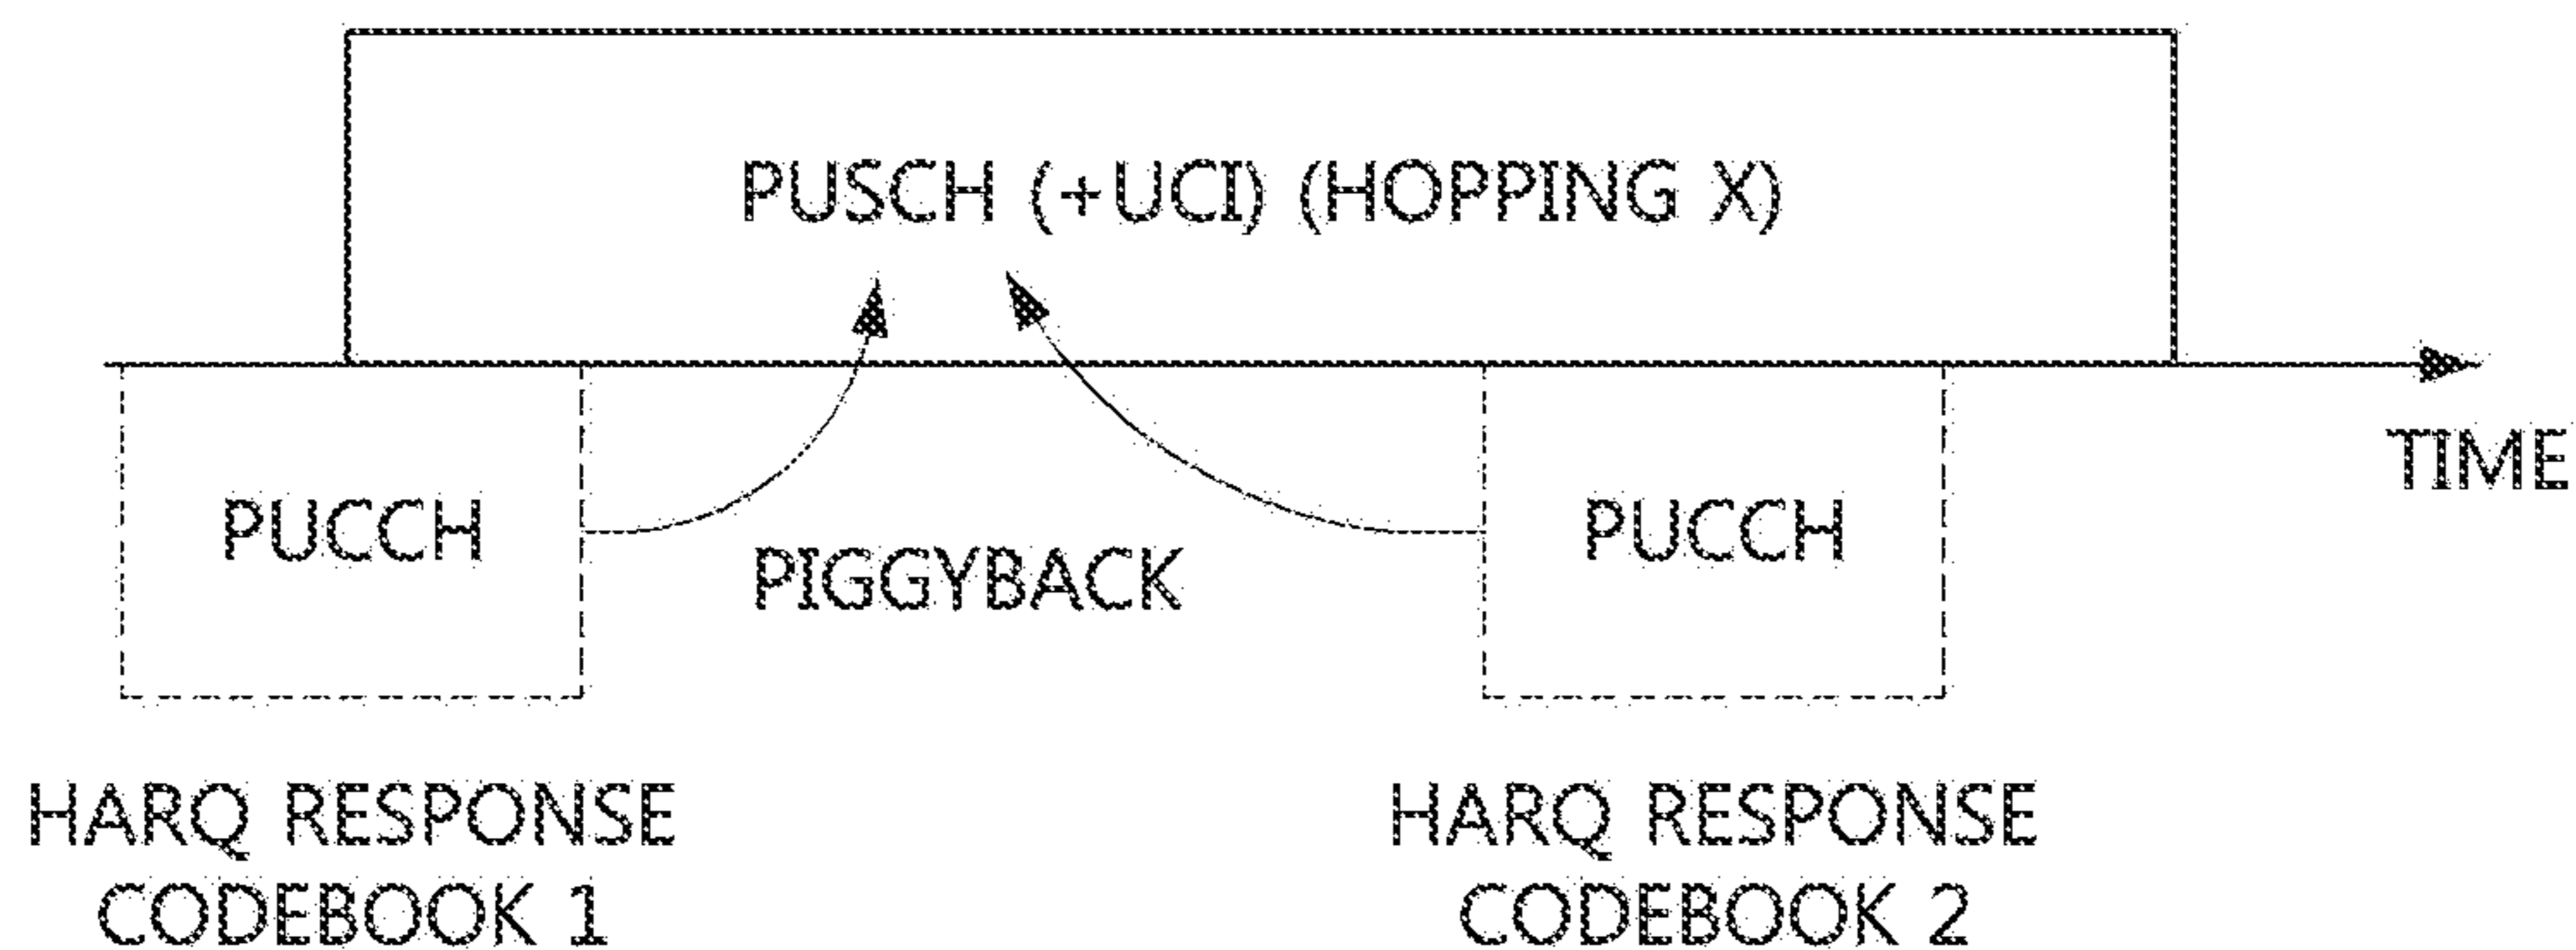 PUSCH (+UCI) (HOPPING X)
TIME
PUCCH
PIGGYBACK
PUCCH
HARQ RESPONSE
CODEBOOK 1
HARQ RESPONSE
CODEBOOK 2